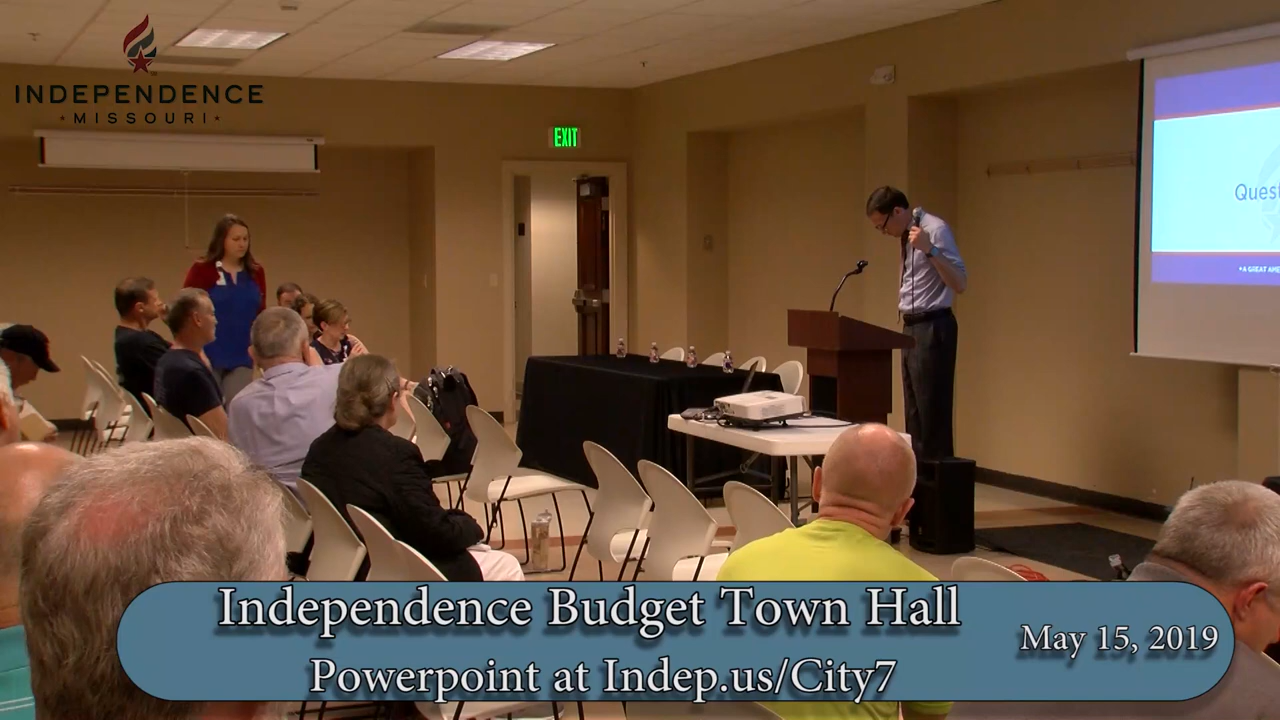 INDEPENDENCE
MISSOURI
EXIT
Quest
Independence Budget Town Hall
May 15, 2019
Powerpoint at Indep.us/City7